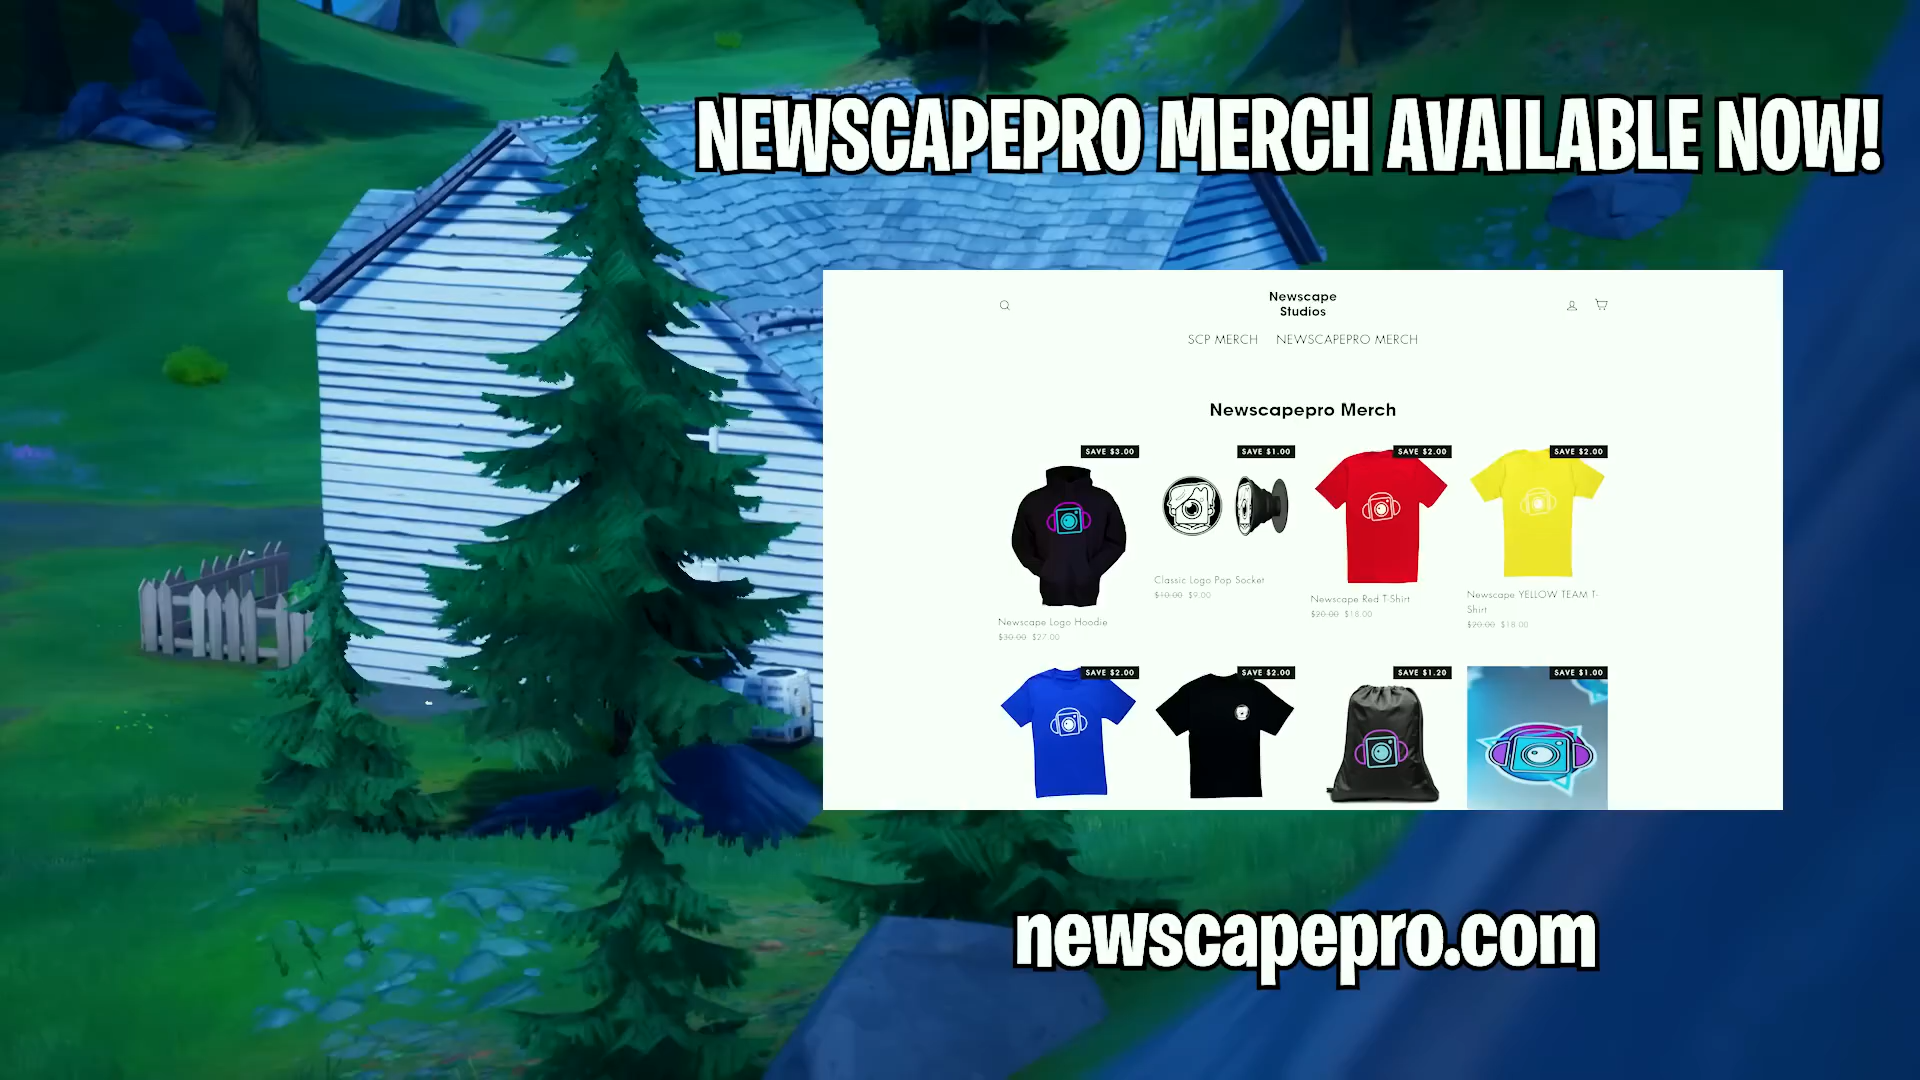 NEWSCAPEPRO MERCH AVAILABLE NOW!
Newscape
Studios
SCP MERCH NEWSCAPEPRO MERCH
Newscapepro Merch
SAVE $3.00
SAVE $1.00
SAVE $2.00
SAVE $2.00
Newscape Logo Hoodie
$30.00 $27.00
Classic Logo Pop Socket
$10.00 $9.00
Newscape Red T-Shirt
$20.00 $18.00
Newscape YELLOW TEAM T-
Shirt
$20.00 $18.00
SAVE $2.00
SAVE $2.00
SAVE $1.20
SAVE $1.00
newscapepro.com